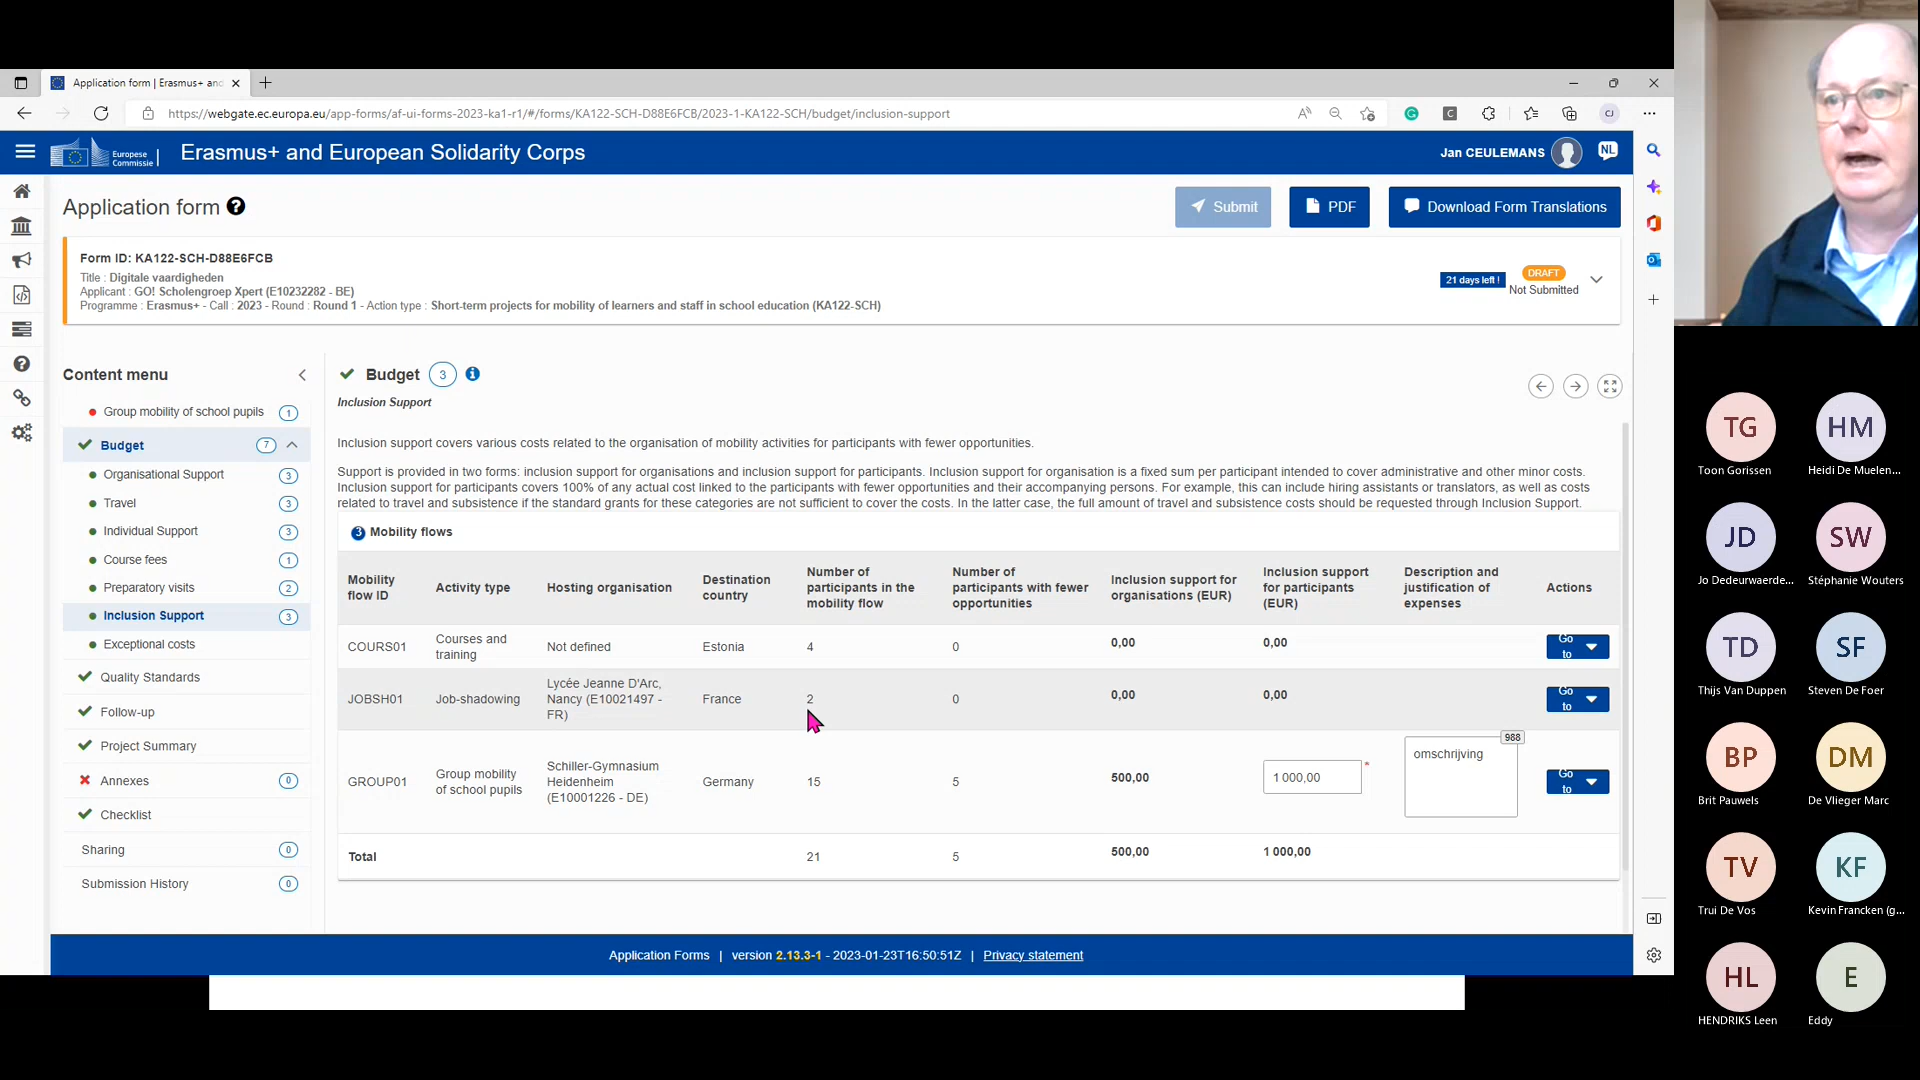 Application form | Erasmus+ and
https://webgate.ec.europa.eu/app-forms/af-ui-forms-2023-ka1-r1/#/forms/KA122-SCH-D88E6FCB/2023-1-KA122-SCH/budget/inclusion-support
CJ
Europese
Commissie
Erasmus+ and European Solidarity Corps
Jan CEULEMANS
NL
Application form
Submit
PDF
Download Form Translations
Form ID: KA122-SCH-D88E6FCB
Title : Digitale vaardigheden
Applicant : GO! Scholengroep Xpert (E10232282 - BE)
Programme : Erasmus+ - Call : 2023 - Round : Round 1 - Action type : Short-term projects for mobility of learners and staff in school education (KA122-SCH)
21 days left !
DRAFT
Not Submitted
Content menu
Group mobility of school pupils 1
Budget 7
Organisational Support 3
Travel 3
Individual Support 3
Course fees 1
Preparatory visits 2
Inclusion Support 3
Exceptional costs
Quality Standards
Follow-up
Project Summary
Annexes 0
Checklist
Sharing 0
Submission History 0
Budget 3
Inclusion Support
Inclusion support covers various costs related to the organisation of mobility activities for participants with fewer opportunities.
Support is provided in two forms: inclusion support for organisations and inclusion support for participants. Inclusion support for organisation is a fixed sum per participant intended to cover administrative and other minor costs.
Inclusion support for participants covers 100% of any actual cost linked to the participants with fewer opportunities and their accompanying persons. For example, this can include hiring assistants or translators, as well as costs
related to travel and subsistence if the standard grants for these categories are not sufficient to cover the costs. In the latter case, the full amount of travel and subsistence costs should be requested through Inclusion Support.
3 Mobility flows
Mobility flow ID
Activity type
Hosting organisation
Destination country
Number of participants in the mobility flow
Number of participants with fewer opportunities
Inclusion support for organisations (EUR)
Inclusion support for participants (EUR)
Description and justification of expenses
Actions
COURS01 Courses and training Not defined Estonia 4 0 0,00 0,00 Go to
JOBSH01 Job-shadowing Lycée Jeanne D'Arc, Nancy (E10021497 - FR) France 2 0 0,00 0,00 Go to
GROUP01 Group mobility of school pupils Schiller-Gymnasium Heidenheim (E10001226 - DE) Germany 15 5 500,00 1 000,00 * omschrijving 988 Go to
Total 21 5 500,00 1 000,00
Application Forms | version 2.13.3-1 - 2023-01-23T16:50:51Z | Privacy statement
TG
Toon Gorissen
HM
Heidi De Muelen...
JD
Jo Dedeurwaerde...
SW
Stéphanie Wouters
TD
Thijs Van Duppen
SF
Steven De Foer
BP
Brit Pauwels
DM
De Vlieger Marc
TV
Trui De Vos
KF
Kevin Francken (g...
HL
HENDRIKS Leen
E
Eddy